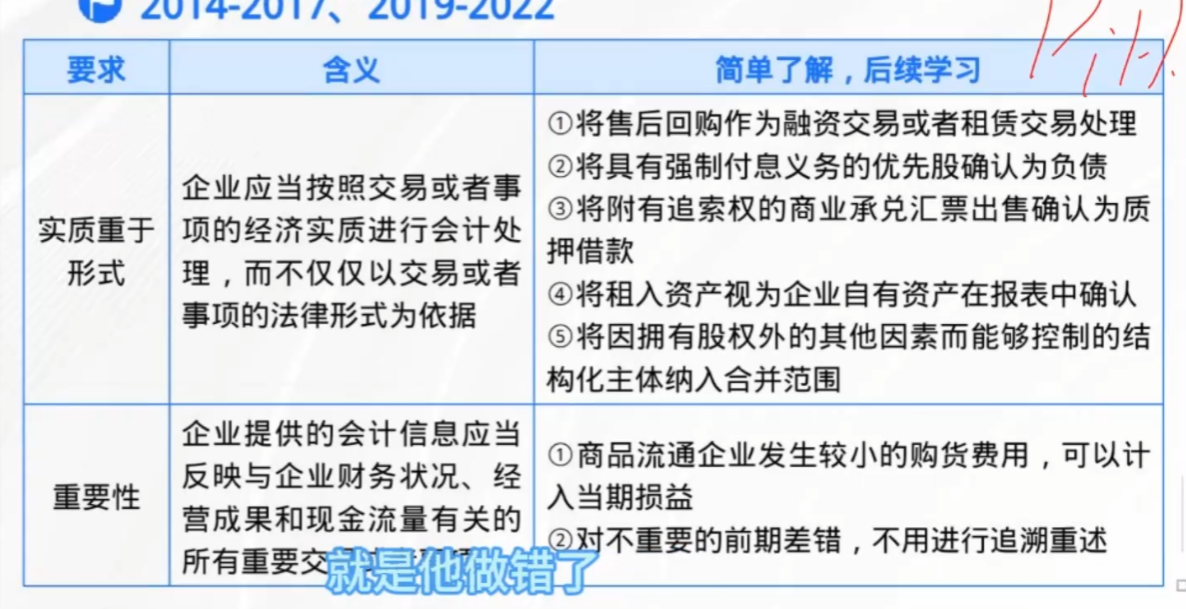 2014-2017、2019-2022
要求
含义
简单了解，后续学习
实质重于
形式
企业应当按照交易或者事
项的经济实质进行会计处
理，而不仅仅以交易或者
事项的法律形式为依据
①将售后回购作为融资交易或者租赁交易处理
②将具有强制付息义务的优先股确认为负债
③将附有追索权的商业承兑汇票出售确认为质
押借款
④将租入资产视为企业自有资产在报表中确认
⑤将因拥有股权外的其他因素而能够控制的结
构化主体纳入合并范围
重要性
企业提供的会计信息应当
反映与企业财务状况、经
营成果和现金流量有关的
所有重要交
①商品流通企业发生较小的购货费用，可以计
入当期损益
②对不重要的前期差错，不用进行追溯重述
就是他做错了